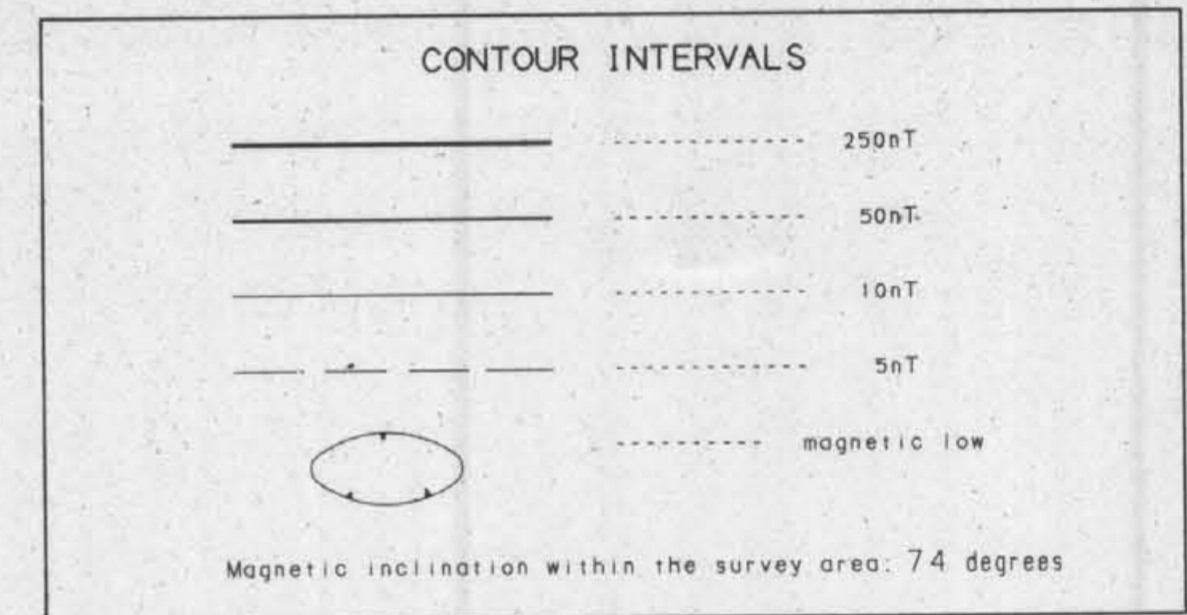 CONTOUR INTERVALS
250nT
50nT
10nT
5nT
magnetic low
Magnetic inclination within the survey area: 74 degrees